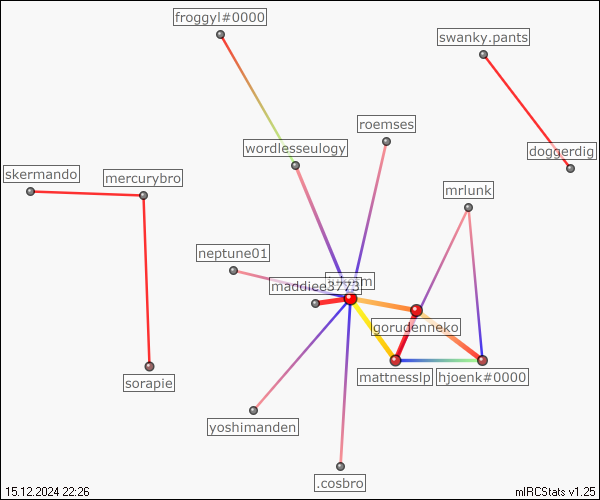 froggyl#0000
swanky.pants
roemses
wordlesseulogy
doggerdig
skermando
mercurybro
mrlunk
neptune01
maddiee3773
gorudenneko
sorapie
mattnesslp
hjoenk#0000
yoshimanden
.cosbro
15.12.2024 22:26
mIRCStats v1.25